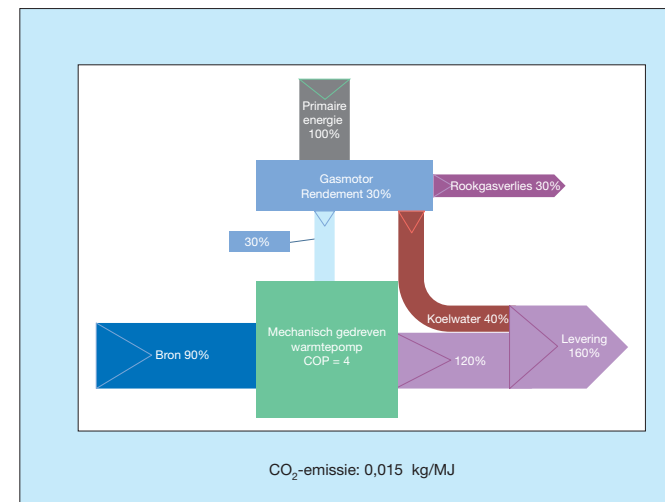 Primaire
energie
100%
Gasmotor
Rendement 30%
Rookgasverlies 30%
30%
Mechanisch gedreven
warmtepomp
COP = 4
Koelwater 40%
Levering
160%
Bron 90%
120%
CO₂-emissie: 0,015 kg/MJ